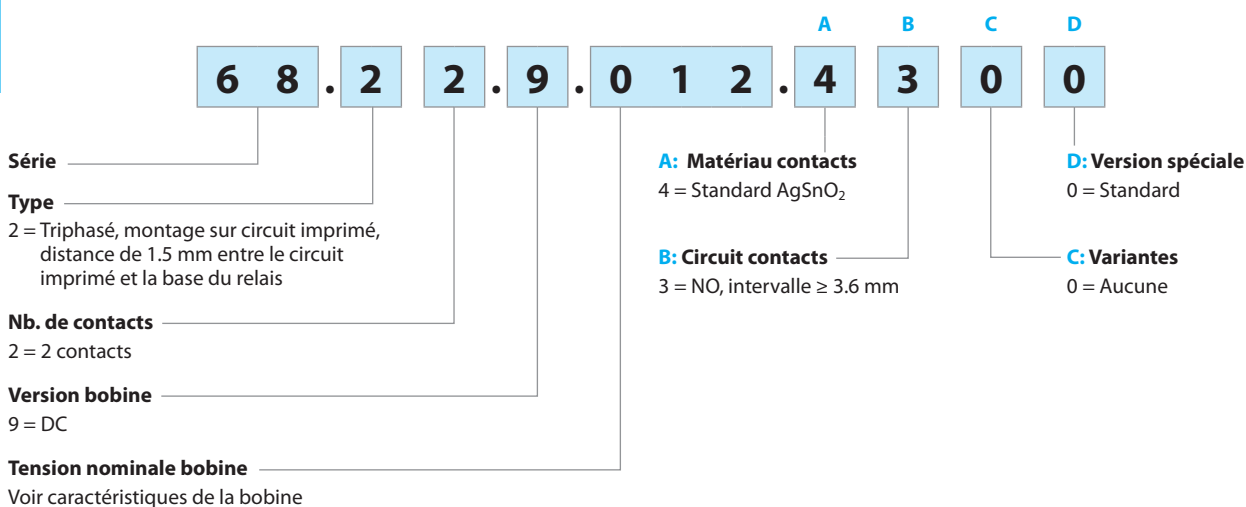 A B C D
6 8 . 2 2 . 9 . 0 1 2 . 4 3 0 0
Série
Type
2 = Triphasé, montage sur circuit imprimé,
distance de 1.5 mm entre le circuit
imprimé et la base du relais
Nb. de contacts
2 = 2 contacts
Version bobine
9 = DC
Tension nominale bobine
Voir caractéristiques de la bobine
A: Matériau contacts
4 = Standard AgSnO₂
B: Circuit contacts
3 = NO, intervalle ≥ 3.6 mm
D: Version spéciale
0 = Standard
C: Variantes
0 = Aucune